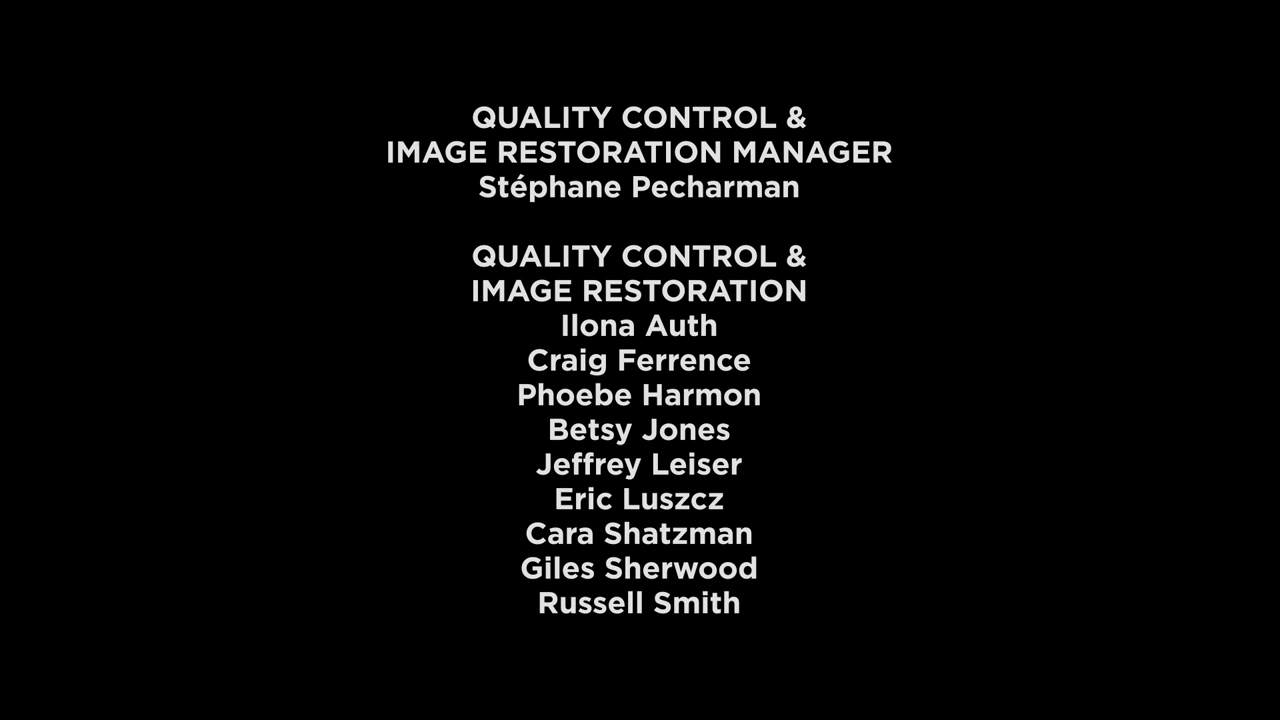 QUALITY CONTROL &
IMAGE RESTORATION MANAGER
Stéphane Pecharman
QUALITY CONTROL &
IMAGE RESTORATION
Ilona Auth
Craig Ferrence
Phoebe Harmon
Betsy Jones
Jeffrey Leiser
Eric Luszcz
Cara Shatzman
Giles Sherwood
Russell Smith